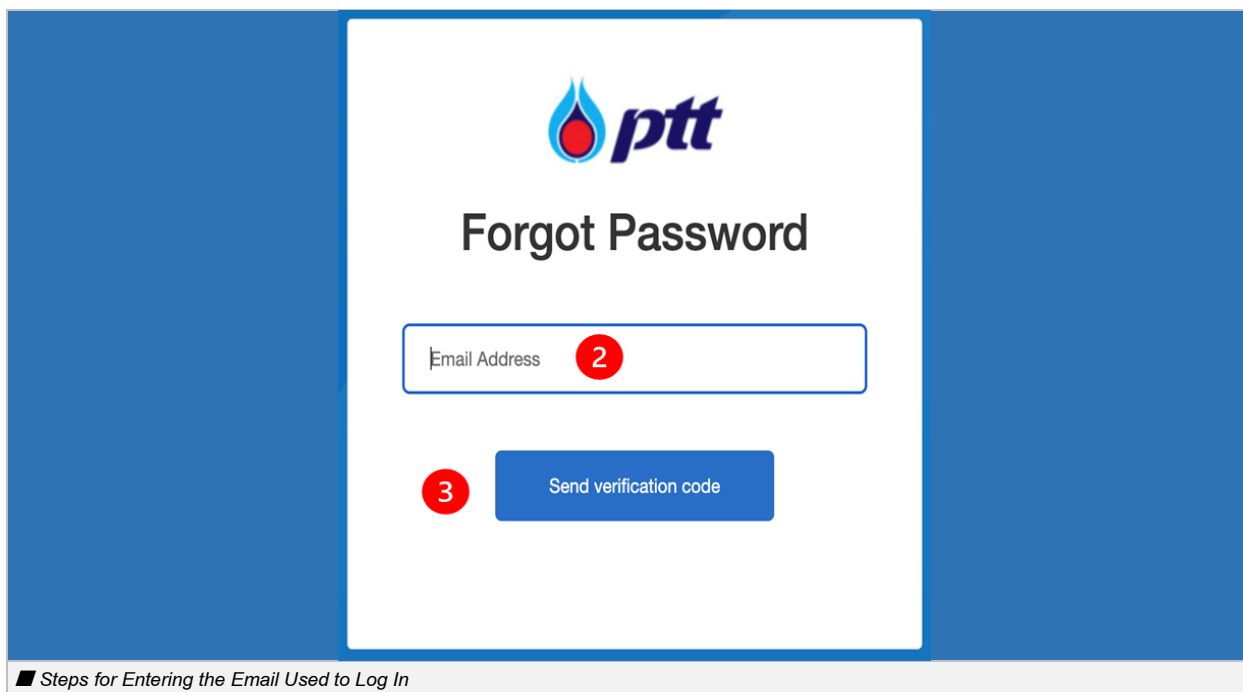 ptt
Forgot Password
Email Address 2
3 Send verification code
Steps for Entering the Email Used to Log In